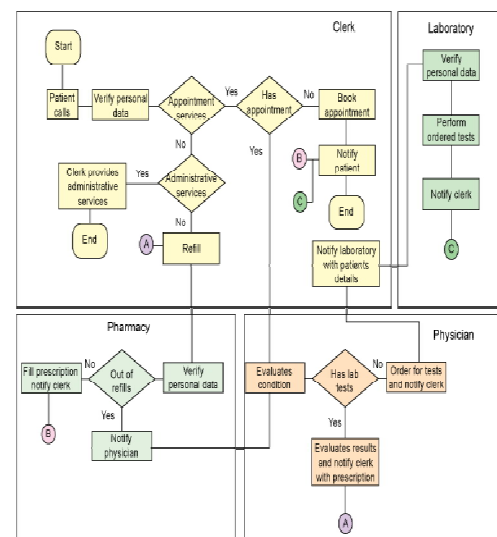 Clerk
Start
Patient
calls
Verify personal
data
Appointment
services
Yes
Has
appointment
No
Book
appointment
No
Yes
B
Notify
patient
C
End
Clerk provides
administrative
services
Yes
Administrative
services
End
No
A
Refill
Notify laboratory
with patients
details
Laboratory
Verify
personal data
Perform
ordered tests
Notify clerk
C
Pharmacy
Fill prescription
notify clerk
No
Out of
refills
Verify
personal data
B
Yes
Notify
physician
Physician
Evaluates
condition
Has lab
tests
No
Order for tests
and notify clerk
Yes
Evaluates results
and notify clerk
with prescription
A